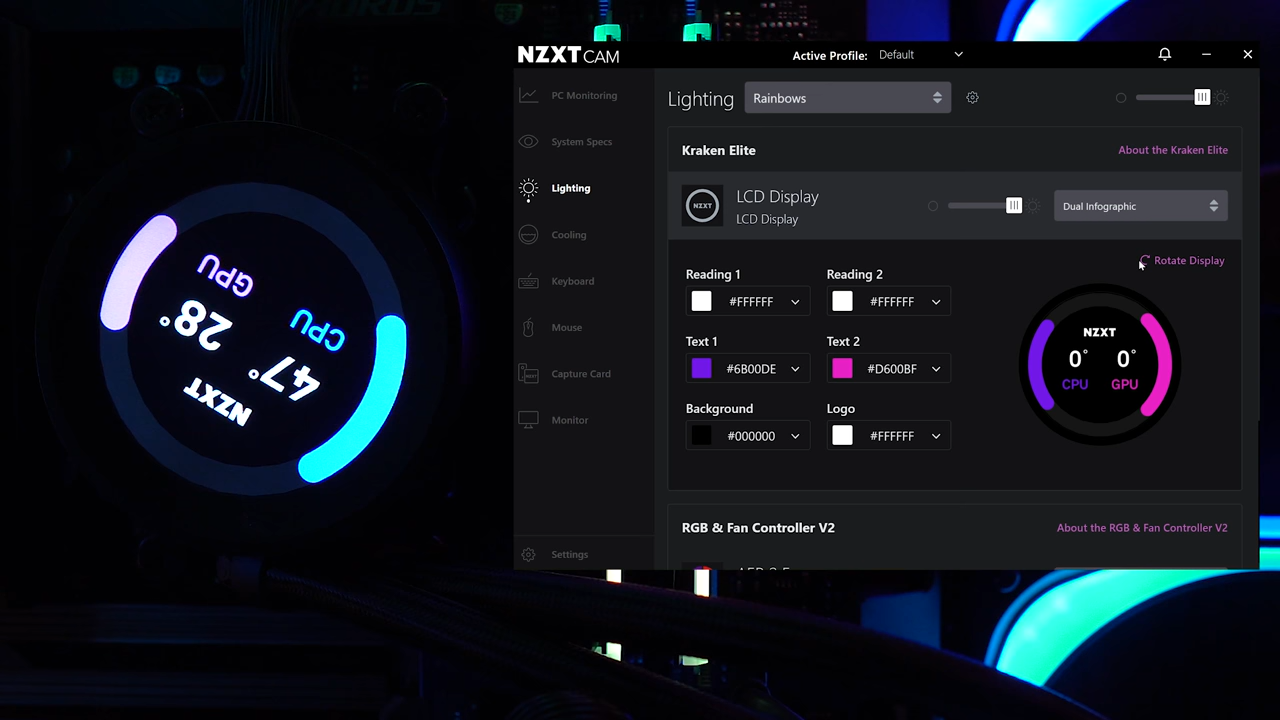 GPU
28°
CPU
47°
NZXT
NZXT CAM
Active Profile: Default
PC Monitoring
System Specs
Lighting
Cooling
Keyboard
Mouse
Capture Card
Monitor
Settings
Lighting Rainbows
Kraken Elite About the Kraken Elite
NZXT
LCD Display
LCD Display
Dual Infographic
Rotate Display
Reading 1 Reading 2
#FFFFFF #FFFFFF
Text 1 Text 2
#6B00DE #D600BF
Background Logo
#000000 #FFFFFF
NZXT
0° 0°
CPU GPU
RGB & Fan Controller V2 About the RGB & Fan Controller V2